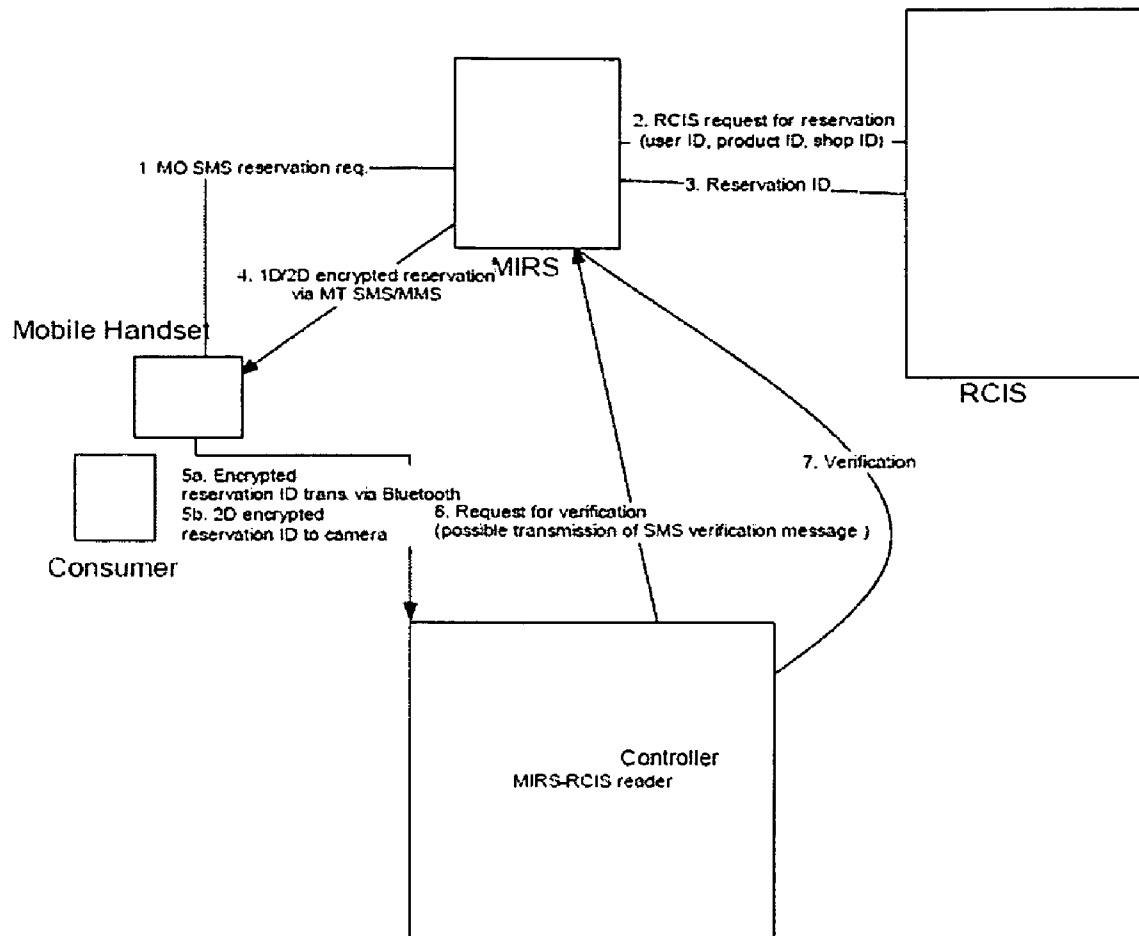 2. RCIS request for reservation
(user ID, product ID, shop ID)
1 MO SMS reservation req.
3. Reservation ID
MIRS
4. 1D/2D encrypted reservation
via MT SMS/MMS
Mobile Handset
RCIS
5a. Encrypted
reservation ID trans. via Bluetooth
5b. 2D encrypted
reservation ID to camera
7. Verification
6. Request for verification
(possible transmission of SMS verification message )
Consumer
Controller
MIRS-RCIS reader